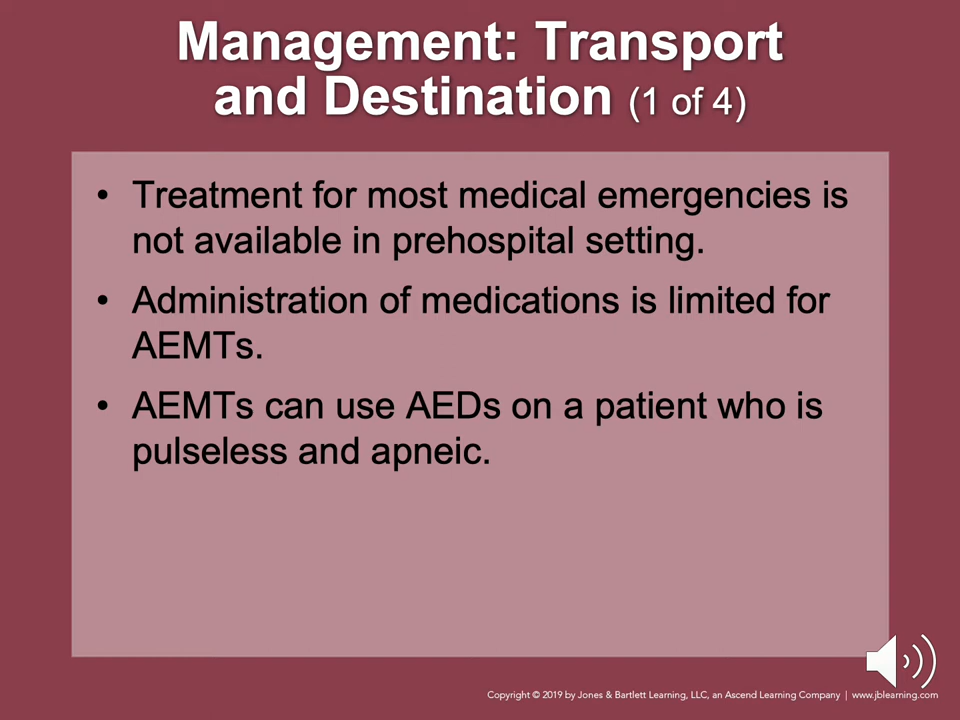 Management: Transport
and Destination (1 of 4)
• Treatment for most medical emergencies is
not available in prehospital setting.
• Administration of medications is limited for
AEMTs.
• AEMTs can use AEDs on a patient who is
pulseless and apneic.
Copyright © 2019 by Jones & Bartlett Learning, LLC, an Ascend Learning Company | www.jblearning.com